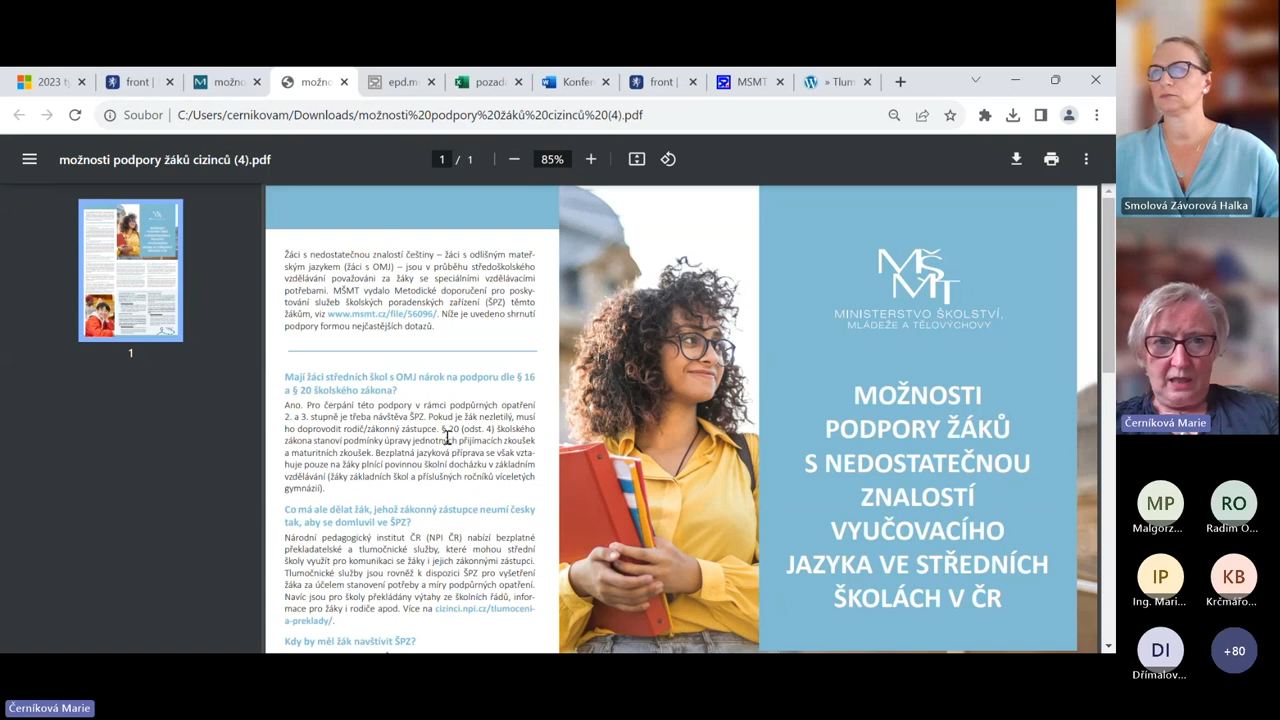 2023 t
front |
možno
možno
epd.m
pozad
Konfer
front |
MSMT
» Tlum
Soubor
C:/Users/cernikovam/Downloads/možnosti%20podpory%20žáků%20cizinců%20(4).pdf
možnosti podpory žáků cizinců (4).pdf
1 / 1
85%
1
Žáci s nedostatečnou znalostí češtiny – žáci s odlišným mateř-
ským jazykem (žáci s OMJ) – jsou v průběhu středoškolského
vzdělávání považováni za žáky se speciálními vzdělávacími
potřebami. MŠMT vydalo Metodické doporučení pro posky-
tování služeb školských poradenských zařízení (ŠPZ) těmto
žákům, viz www.msmt.cz/file/56096/. Níže je uvedeno shrnutí
podpory formou nejčastějších dotazů.
Mají žáci středních škol s OMJ nárok na podporu dle § 16
a § 20 školského zákona?
Ano. Pro čerpání této podpory v rámci podpůrných opatření
2. a 3. stupně je třeba návštěva ŠPZ. Pokud je žák nezletilý, musí
ho doprovodit rodič/zákonný zástupce. § 20 (odst. 4) školského
zákona stanoví podmínky úpravy jednotných přijímacích zkoušek
a maturitních zkoušek. Bezplatná jazyková příprava se však vzta-
huje pouze na žáky plnící povinnou školní docházku v základním
vzdělávání (žáky základních škol a příslušných ročníků víceletých
gymnázií).
Co má ale dělat žák, jehož zákonný zástupce neumí česky
tak, aby se domluvil ve ŠPZ?
Národní pedagogický institut ČR (NPI ČR) nabízí bezplatné
překladatelské a tlumočnické služby, které mohou střední
školy využít pro komunikaci se žáky i jejich zákonnými zástupci.
Tlumočnické služby jsou rovněž k dispozici ŠPZ pro vyšetření
žáka za účelem stanovení potřeby a míry podpůrných opatření.
Navíc jsou pro školy překládány výtahy ze školních řádů, infor-
mace pro žáky i rodiče apod. Více na cizinci.npi.cz/tlumoceni-
a-preklady/.
Kdy by měl žák navštívit ŠPZ?
MŠMT
MINISTERSTVO ŠKOLSTVÍ,
MLÁDEŽE A TĚLOVÝCHOVY
MOŽNOSTI
PODPORY ŽÁKŮ
S NEDOSTATEČNOU
ZNALOSTÍ
VYUČOVACÍHO
JAZYKA VE STŘEDNÍCH
ŠKOLÁCH V ČR
Smolová Závorová Halka
Černíková Marie
MP
Malgorz...
RO
Radim O...
IP
Ing. Mari...
KB
Krčmářo...
DI
Dřímalov...
+80
Černíková Marie